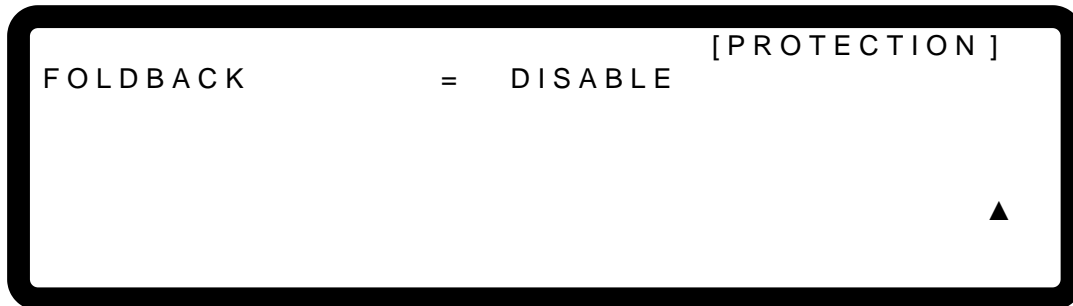 [PROTECTION]
FOLDBACK = DISABLE
▲